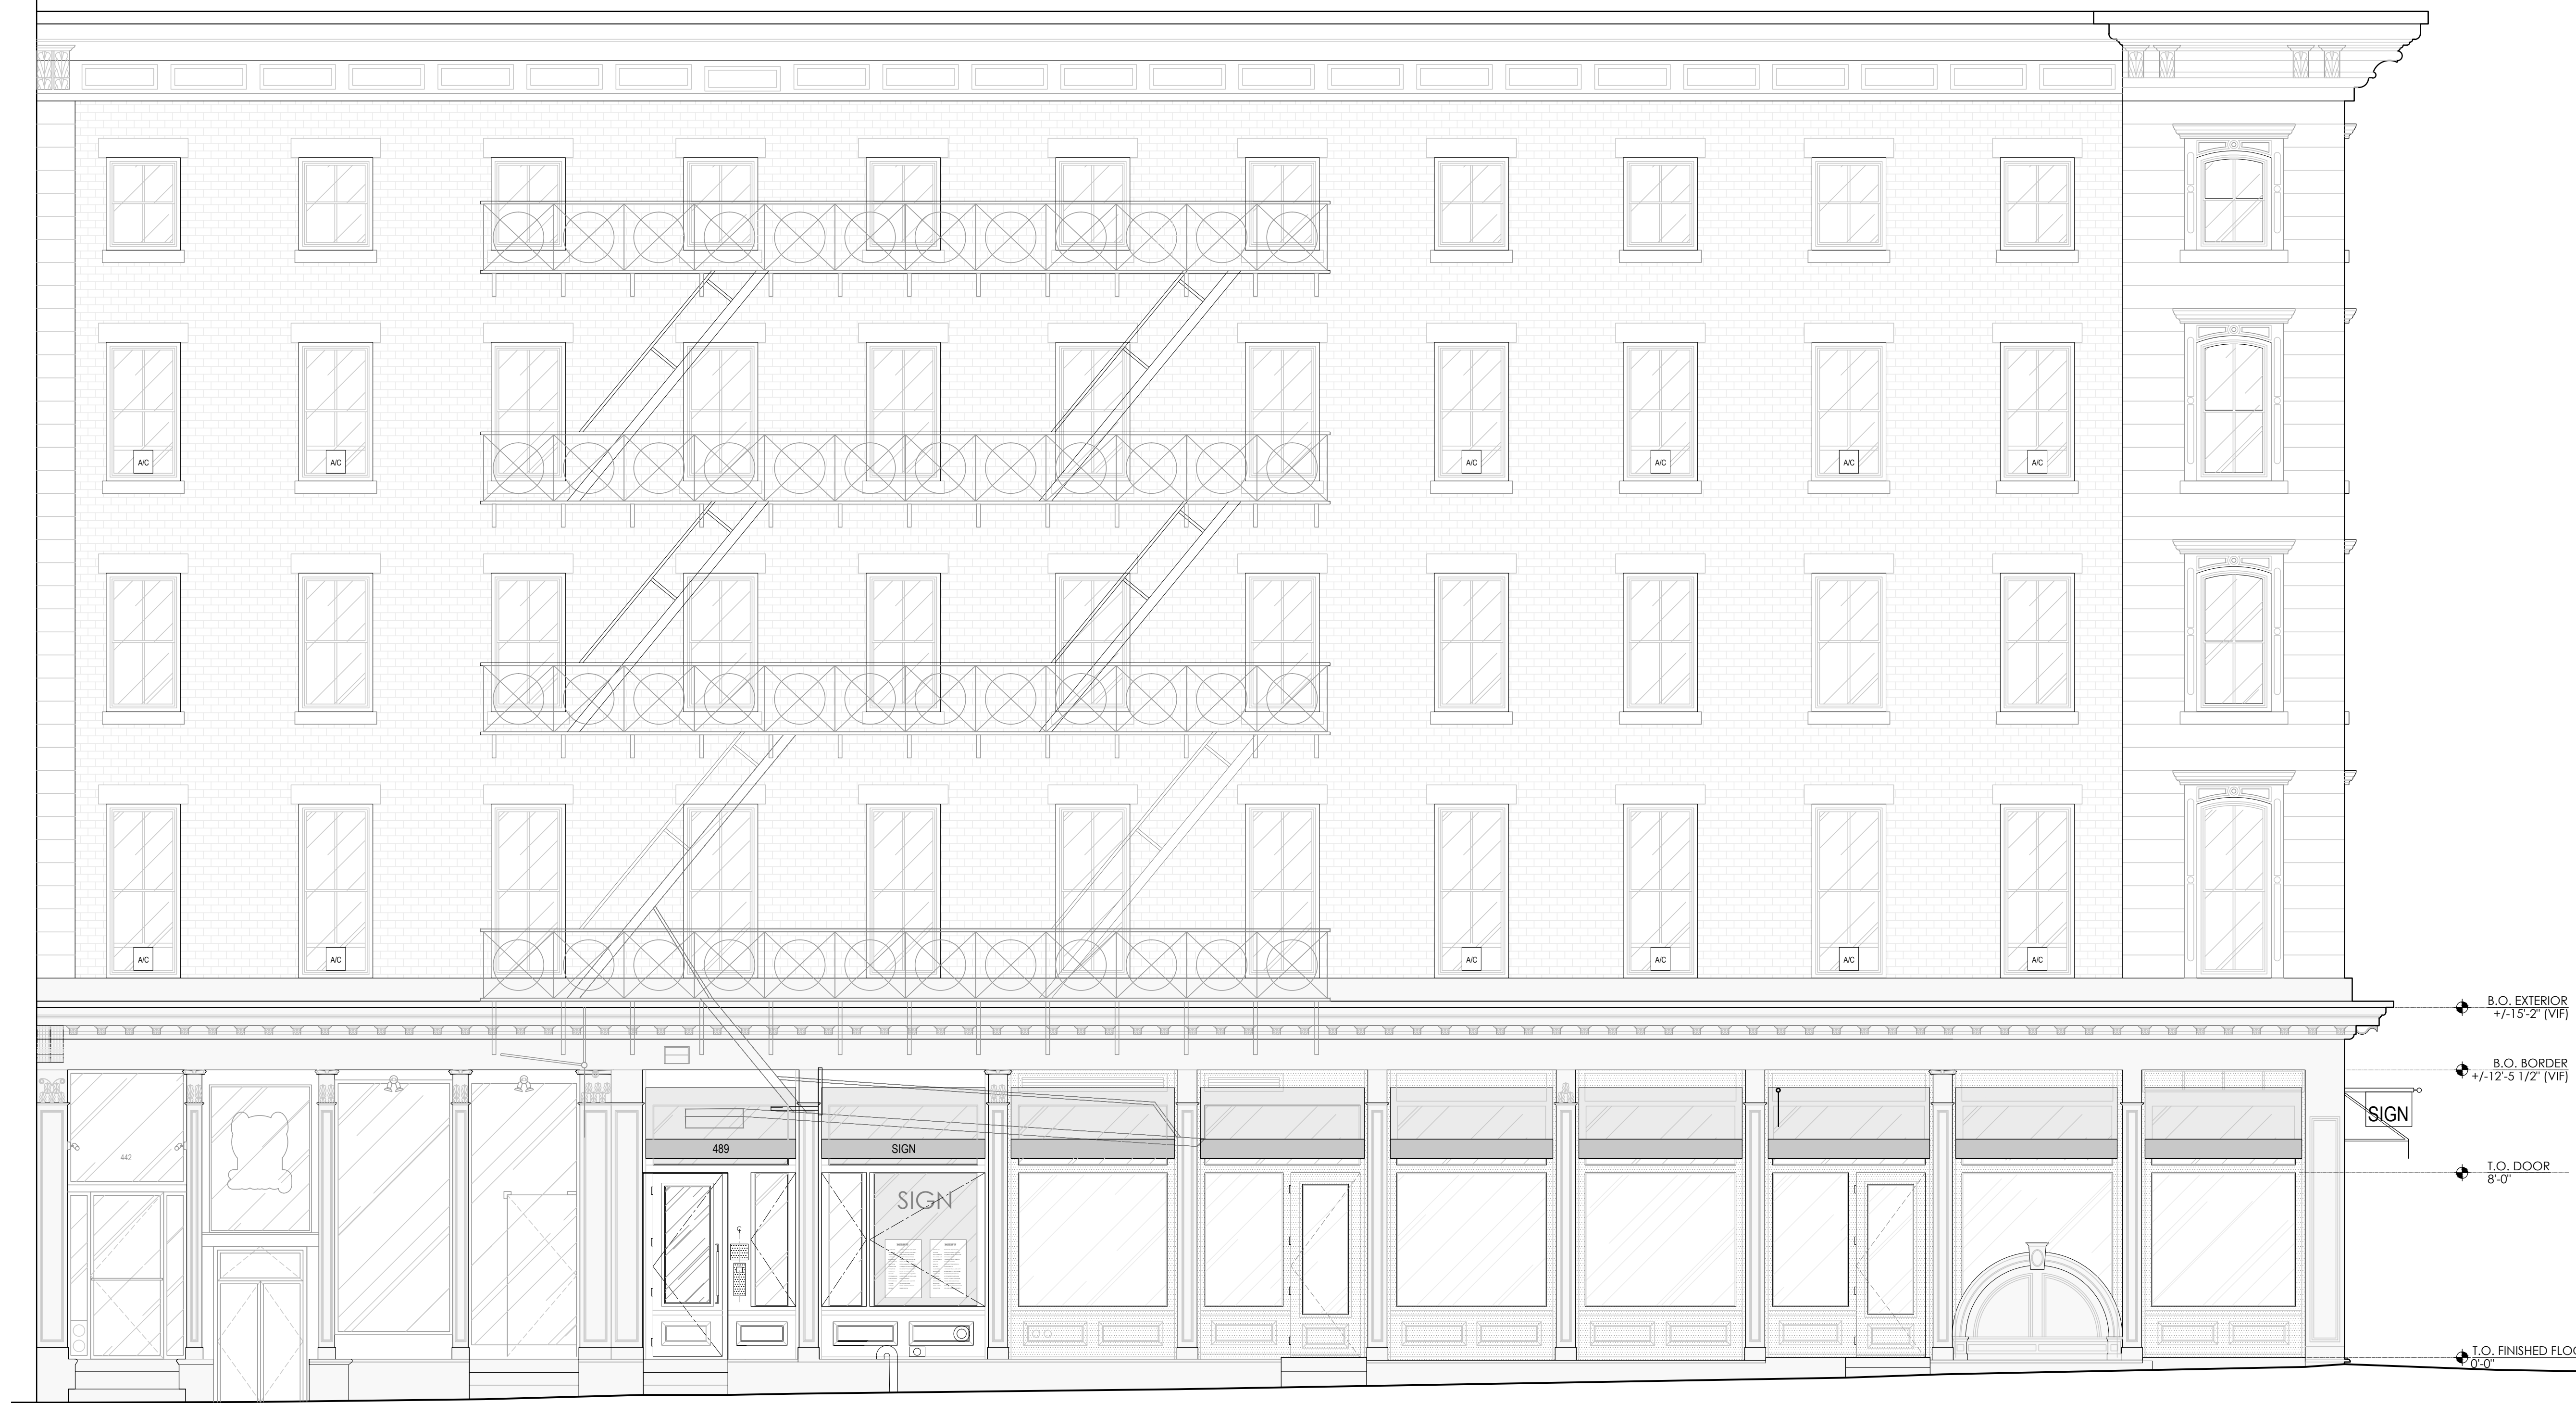 A/C
A/C
A/C
A/C
A/C
A/C
A/C
A/C
A/C
A/C
A/C
A/C
B.O. EXTERIOR
+/-15'-2" (VIF)
B.O. BORDER
+/-12'-5 1/2" (VIF)
SIGN
489
SIGN
442
T.O. DOOR
8'-0"
SIGN
T.O. FINISHED FLOO
0'-0"